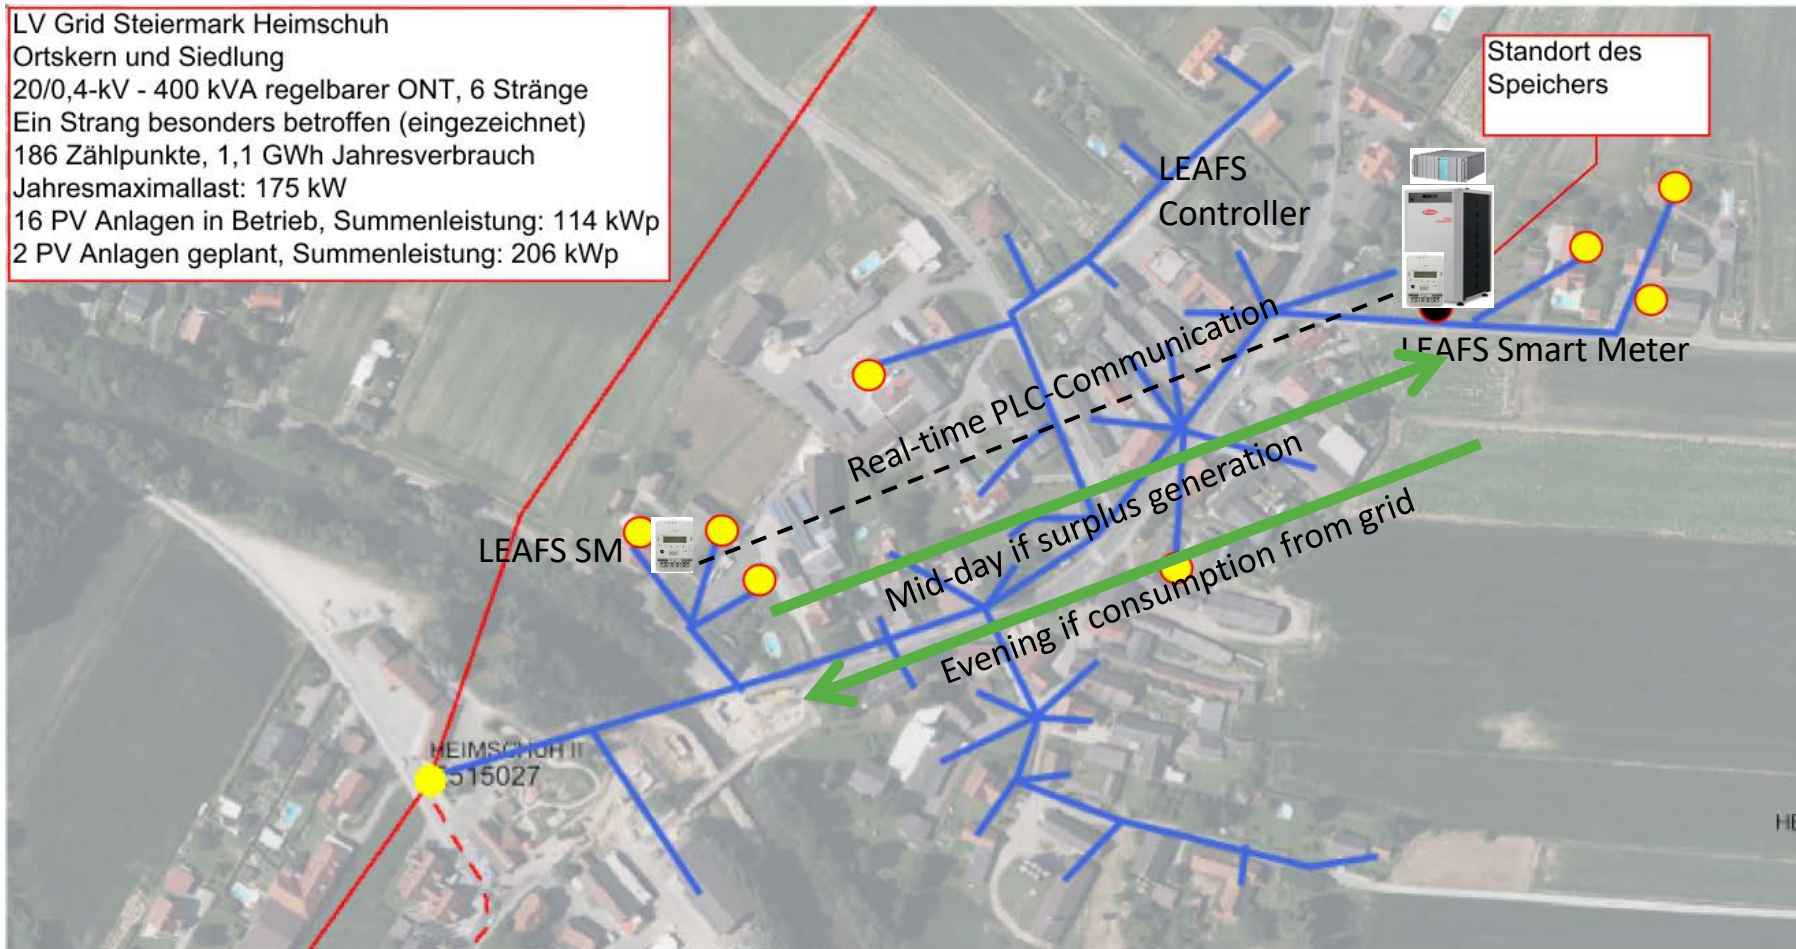 LV Grid Steiermark Heimschuh
Ortskern und Siedlung
20/0,4-kV - 400 kVA regelbarer ONT, 6 Stränge
Ein Strang besonders betroffen (eingezeichnet)
186 Zählpunkte, 1,1 GWh Jahresverbrauch
Jahresmaximallast: 175 kW
16 PV Anlagen in Betrieb, Summenleistung: 114 kWp
2 PV Anlagen geplant, Summenleistung: 206 kWp
Standort des
Speichers
LEAFS
Controller
LEAFS Smart Meter
Real-time PLC-Communication
Mid-day if surplus generation
Evening if consumption from grid
LEAFS SM
HEIMSCHUH II
515027
HE